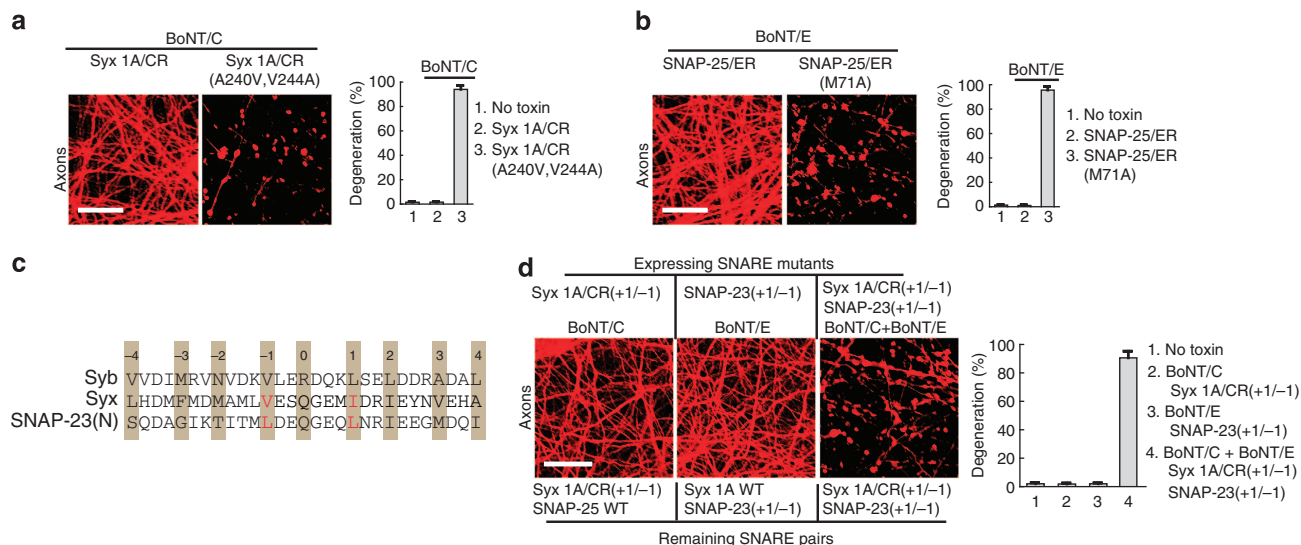 a
BoNT/C
Syx 1A/CR
Syx 1A/CR
(A240V,V244A)
Axons
Degeneration (%)
100
80
60
40
20
0
BoNT/C
1 2 3
1. No toxin
2. Syx 1A/CR
3. Syx 1A/CR
(A240V,V244A)
b
BoNT/E
SNAP-25/ER
SNAP-25/ER
(M71A)
Axons
Degeneration (%)
100
80
60
40
20
0
BoNT/E
1 2 3
1. No toxin
2. SNAP-25/ER
3. SNAP-25/ER
(M71A)
c
–4 –3 –2 –1 0 1 2 3 4
Syb VVDIMRVNVDKVLERDQKLSELDDRADAL
Syx LHDMFMDMAMLVESQGEMIDRIEYNVEHA
SNAP-23(N) SQDAGIKTITMLDEQGEQLNRIEEGMDQI
d
Expressing SNARE mutants
Syx 1A/CR(+1/–1)
SNAP-23(+1/–1)
Syx 1A/CR(+1/–1)
SNAP-23(+1/–1)
BoNT/C
BoNT/E
BoNT/C+BoNT/E
Axons
Syx 1A/CR(+1/–1)
SNAP-25 WT
Syx 1A WT
SNAP-23(+1/–1)
Syx 1A/CR(+1/–1)
SNAP-23(+1/–1)
Remaining SNARE pairs
Degeneration (%)
100
80
60
40
20
0
1 2 3 4
1. No toxin
2. BoNT/C
Syx 1A/CR(+1/–1)
3. BoNT/E
SNAP-23(+1/–1)
4. BoNT/C + BoNT/E
Syx 1A/CR(+1/–1)
SNAP-23(+1/–1)